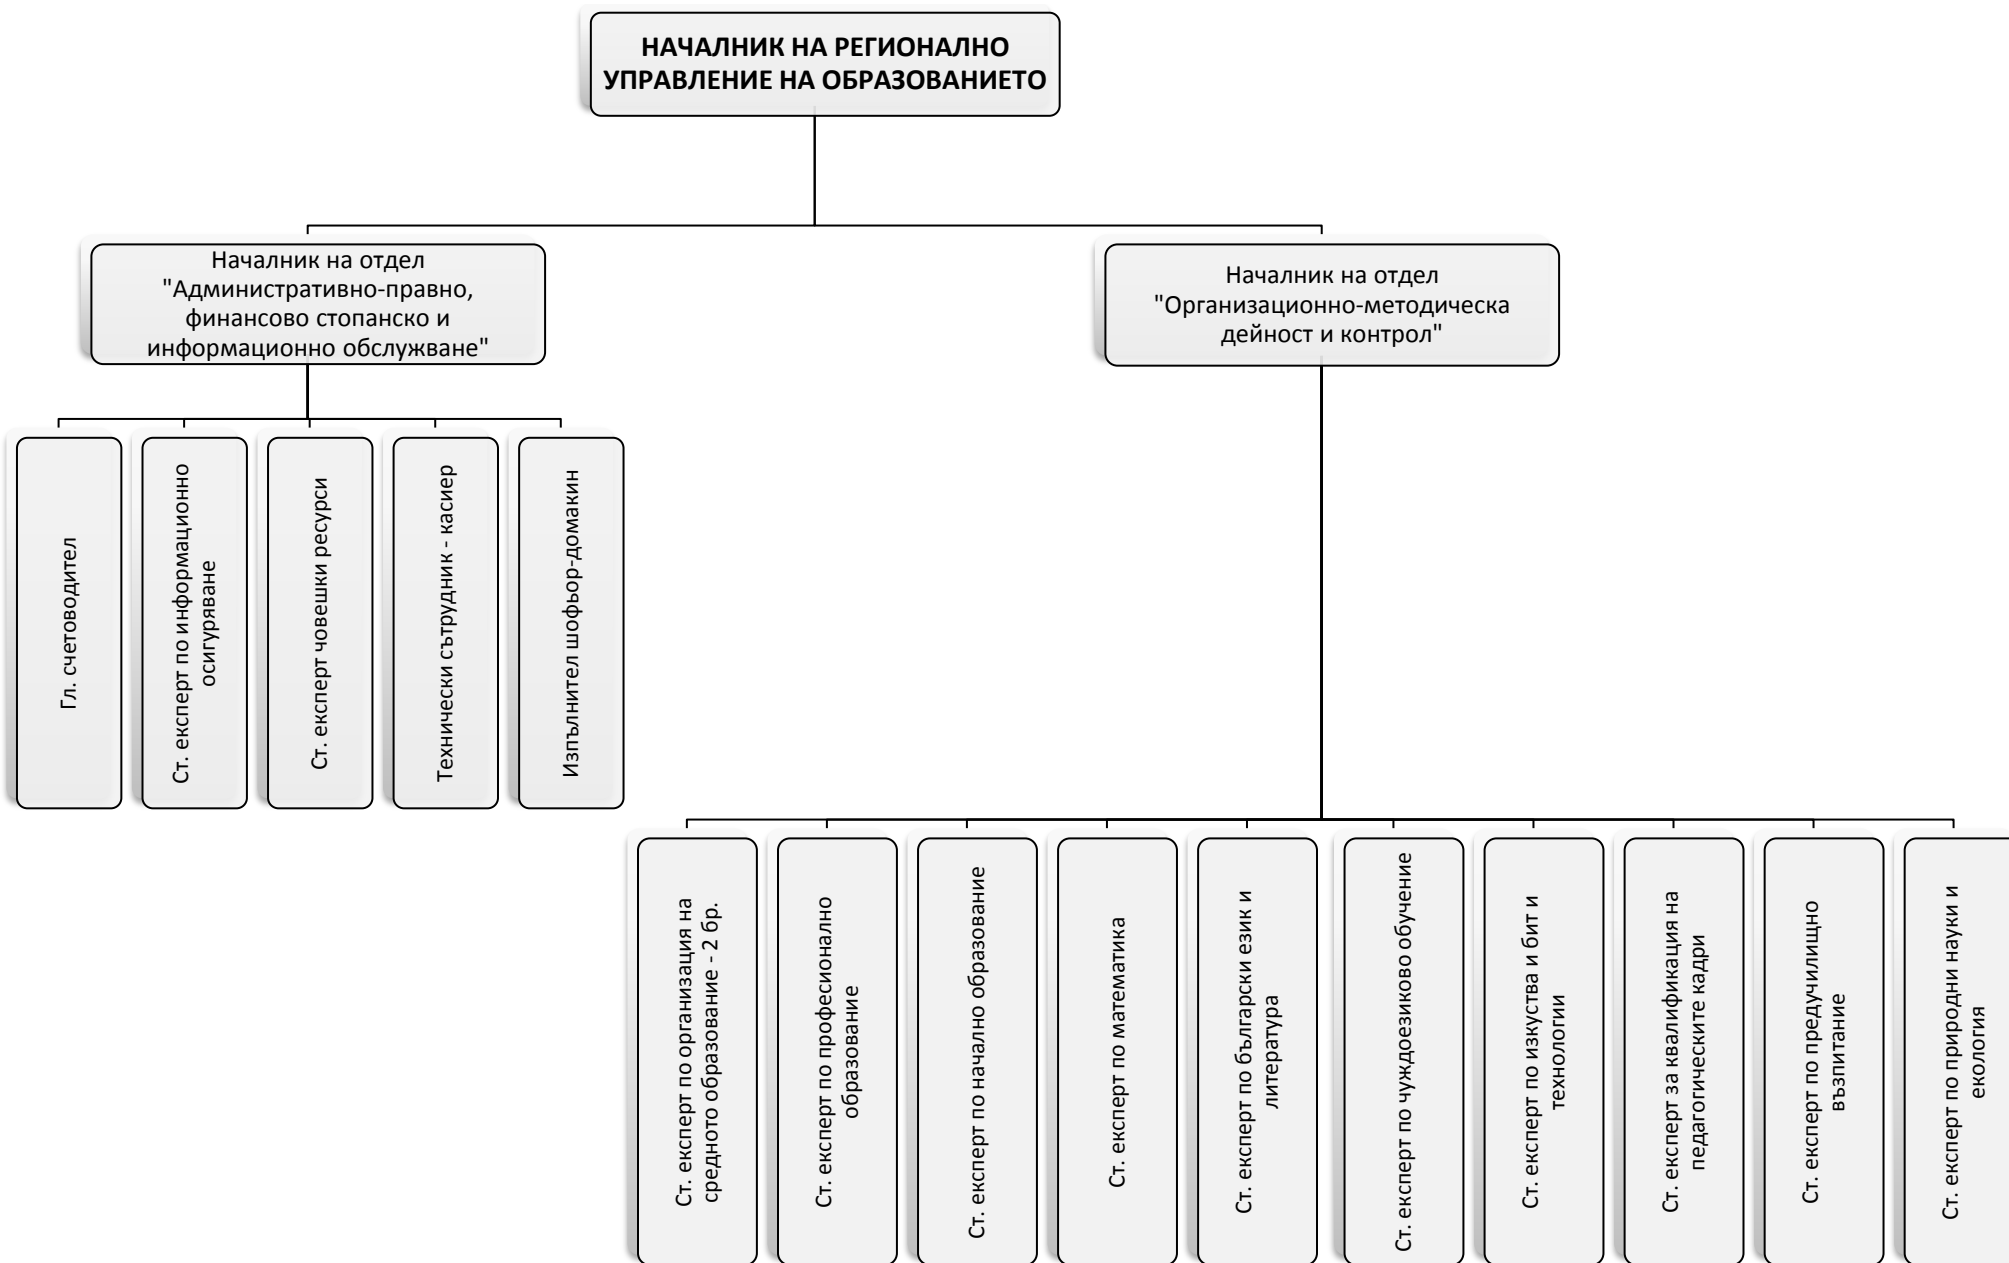 НАЧАЛНИК НА РЕГИОНАЛНО
УПРАВЛЕНИЕ НА ОБРАЗОВАНИЕТО
Началник на отдел
"Административно-правно,
финансово стопанско и
информационно обслужване"
Началник на отдел
"Организационно-методическа
дейност и контрол"
Гл. счетоводител
Ст. експерт по информационно
осигуряване
Ст. експерт човешки ресурси
Технически сътрудник - касиер
Изпълнител шофьор-домакин
Ст. експерт по организация на
средното образование - 2 бр.
Ст. експерт по професионално
образование
Ст. експерт по начално образование
Ст. експерт по математика
Ст. експерт по български език и
литература
Ст. експерт по чуждоезиково обучение
Ст. експерт по изкуства и бит и
технологии
Ст. експерт за квалификация на
педагогическите кадри
Ст. експерт по предучилищно
възпитание
Ст. експерт по природни науки и
екология